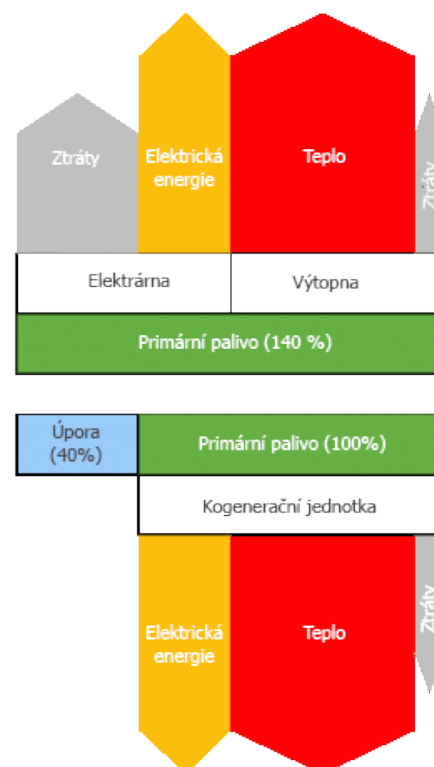 Ztráty
Elektrická
energie
Teplo
Ztráty
Elektrárna
Výtopna
Primární palivo (140 %)
Úpora
(40%)
Primární palivo (100%)
Kogenerační jednotka
Elektrická
energie
Teplo
Ztráty